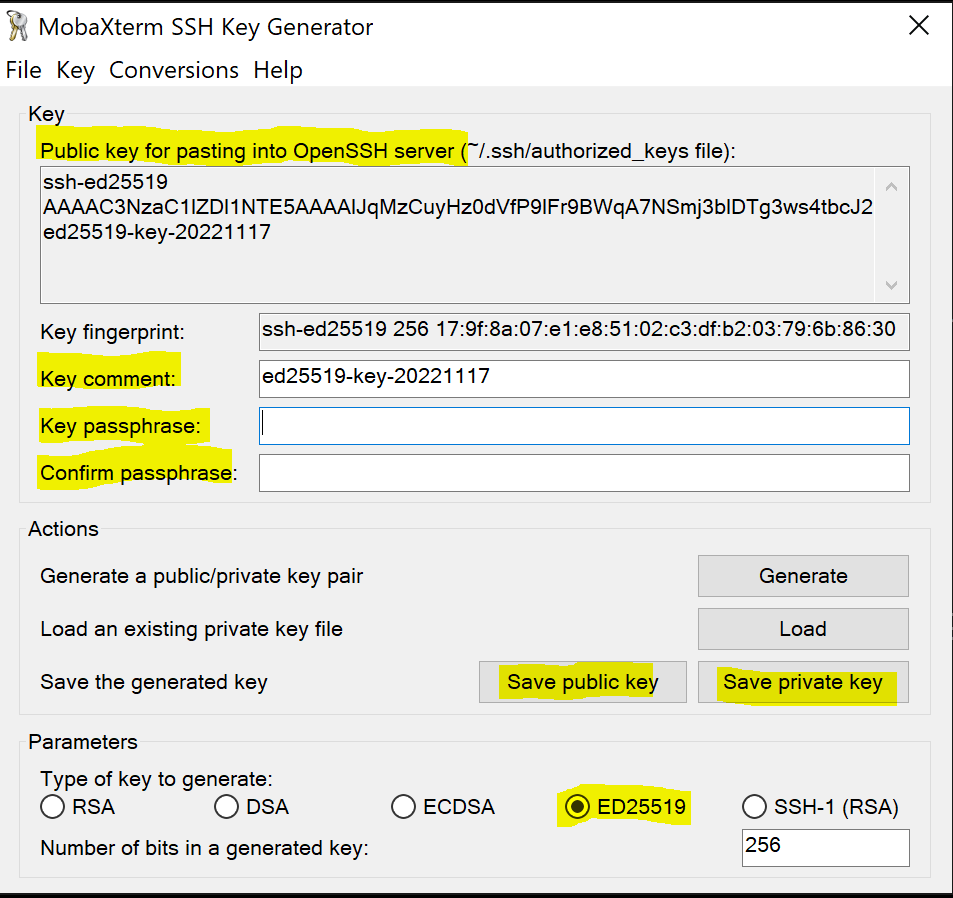 MobaXterm SSH Key Generator
File Key Conversions Help
Key
Public key for pasting into OpenSSH server (~/.ssh/authorized_keys file):
ssh-ed25519
AAAAC3NzaC1lZDI1NTE5AAAAIJqMzCuyHz0dVfP9lFr9BWqA7NSmj3blDTg3ws4tbcJ2
ed25519-key-20221117
Key fingerprint:
ssh-ed25519 256 17:9f:8a:07:e1:e8:51:02:c3:df:b2:03:79:6b:86:30
Key comment:
ed25519-key-20221117
Key passphrase:
Confirm passphrase:
Actions
Generate a public/private key pair
Generate
Load an existing private key file
Load
Save the generated key
Save public key
Save private key
Parameters
Type of key to generate:
RSA DSA ECDSA ED25519 SSH-1 (RSA)
Number of bits in a generated key:
256